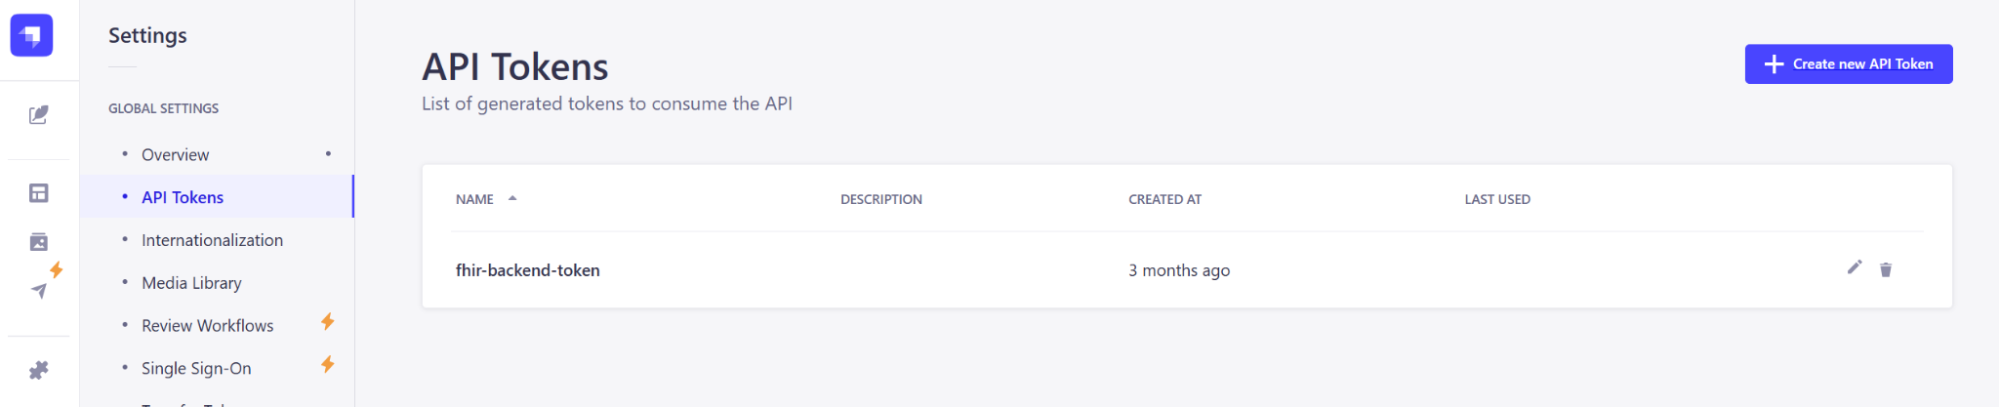 Settings
GLOBAL SETTINGS
Overview
API Tokens
Internationalization
Media Library
Review Workflows
Single Sign-On
API Tokens
List of generated tokens to consume the API
Create new API Token
NAME DESCRIPTION CREATED AT LAST USED
fhir-backend-token 3 months ago